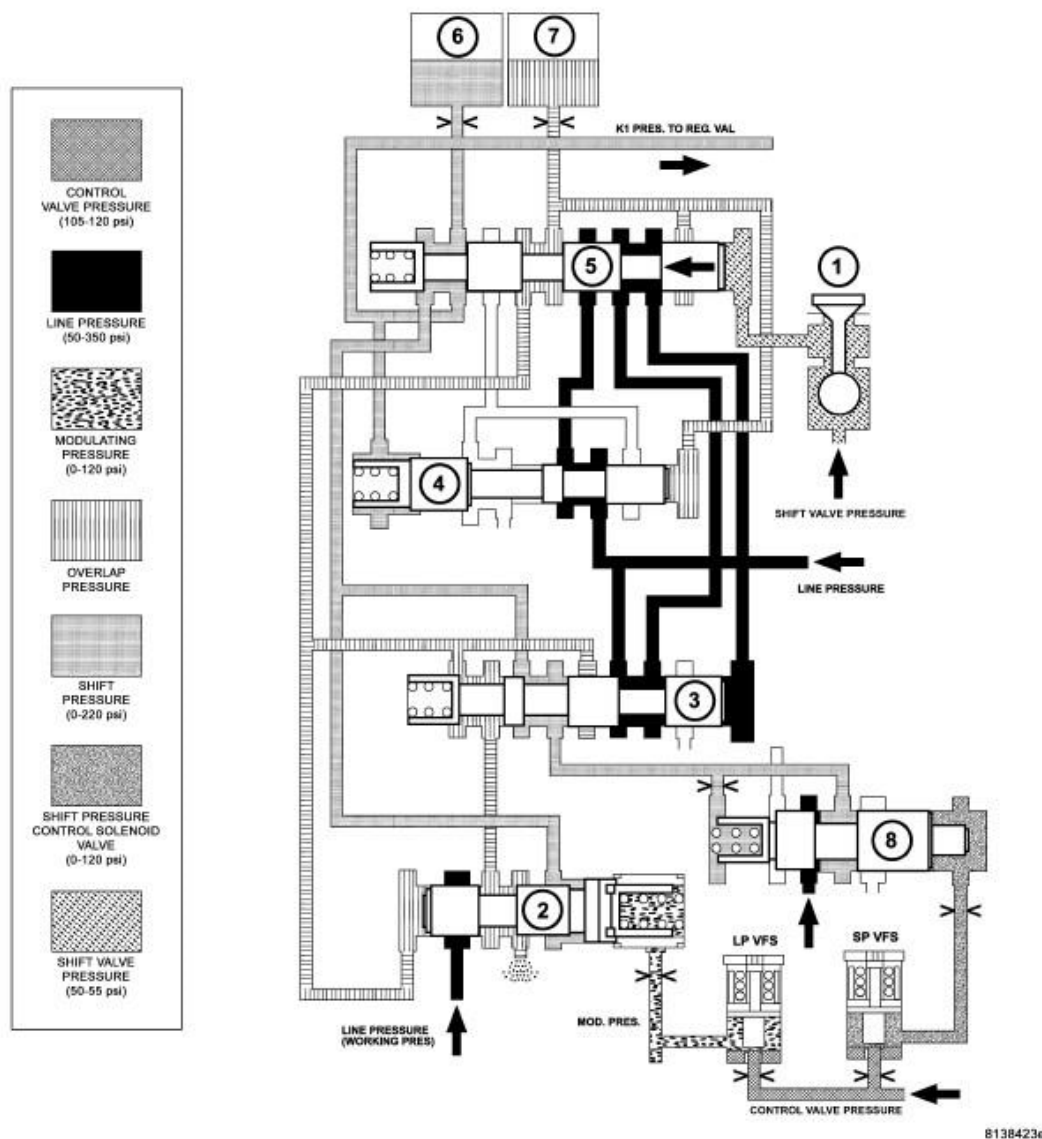 6
7
K1 PRES. TO REG. VAL
CONTROL
VALVE PRESSURE
(105-120 psi)
5
1
LINE PRESSURE
(50-350 psi)
MODULATING
PRESSURE
(0-120 psi)
4
SHIFT VALVE PRESSURE
OVERLAP
PRESSURE
LINE PRESSURE
SHIFT
PRESSURE
(0-220 psi)
3
SHIFT PRESSURE
CONTROL SOLENOID
VALVE
(0-120 psi)
8
2
SHIFT VALVE
PRESSURE
(50-55 psi)
LP VFS
SP VFS
LINE PRESSURE
(WORKING PRES)
MOD. PRES.
CONTROL VALVE PRESSURE
8138423e